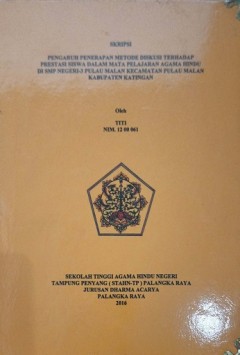 SKRIPSI
PENGARUH PENERAPAN METODE DISKUSI TERHADAP
PRESTASI SISWA DALAM MATA PELAJARAN AGAMA HINDU
DI SMP NEGERI-3 PULAU MALAN KECAMATAN PULAU MALAN
KABUPATEN KATINGAN
Oleh
TITI
NIM. 12 00 061
SEKOLAH TINGGI AGAMA HINDU NEGERI
TAMPUNG PENYANG ( STAHN-TP ) PALANGKA RAYA
JURUSAN DHARMA ACARYA
PALANGKA RAYA
2016